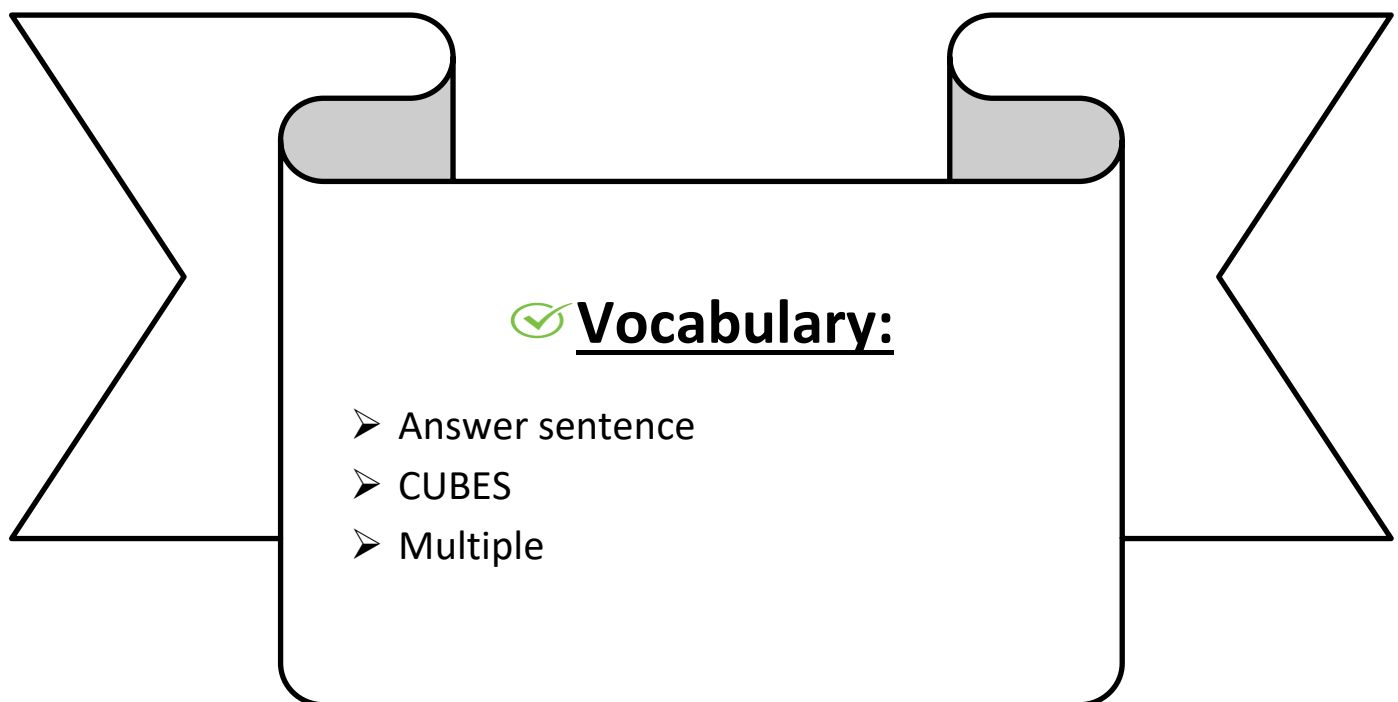 Vocabulary:
➢ Answer sentence
➢ CUBES
➢ Multiple